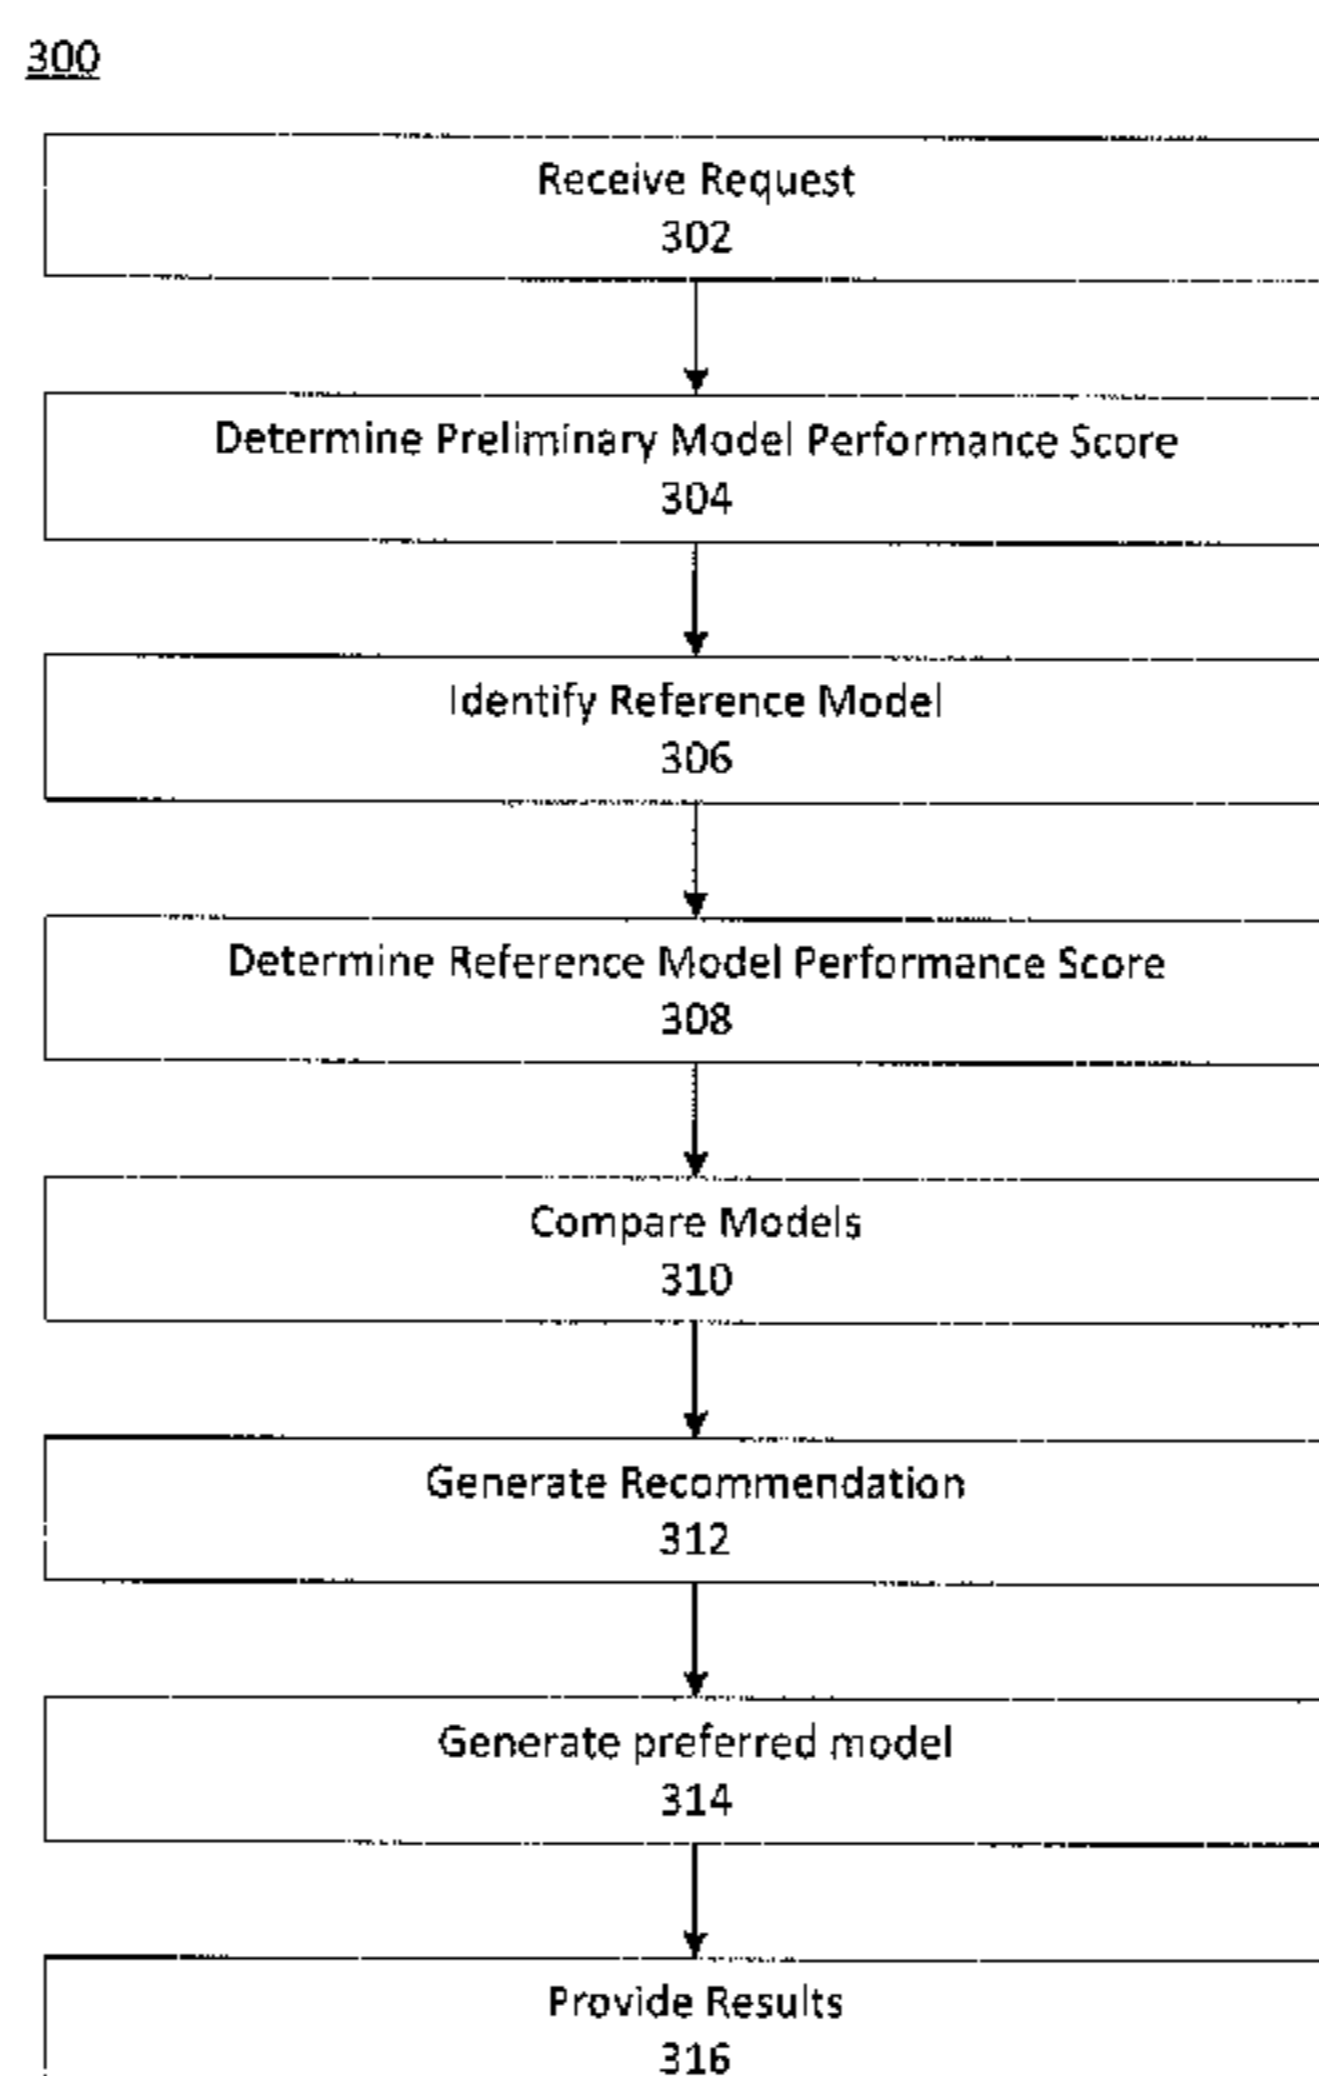 300
Receive Request
302
Determine Preliminary Model Performance Score
304
Identify Reference Model
306
Determine Reference Model Performance Score
308
Compare Models
310
Generate Recommendation
312
Generate preferred model
314
Provide Results
316